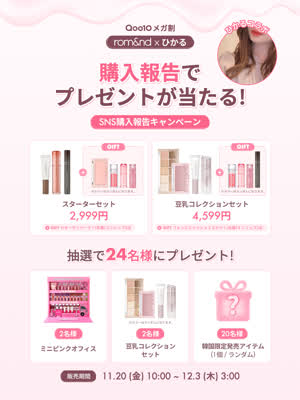 Qoo10 メガ割
rom&nd × ひかる
ひかるコラボ
購入報告で
プレゼントが当たる!
SNS購入報告キャンペーン
GIFT
スターターセット
2,999円
GIFT
豆乳コレクションセット
4,599円
抽選で24名様にプレゼント!
2名様
ミニピンクオフィス
2名様
豆乳コレクション
セット
20名様
韓国限定発売アイテム
(1個 / ランダム)
販売期間
11.20 (金) 10:00 ~ 12.3 (木) 3:00